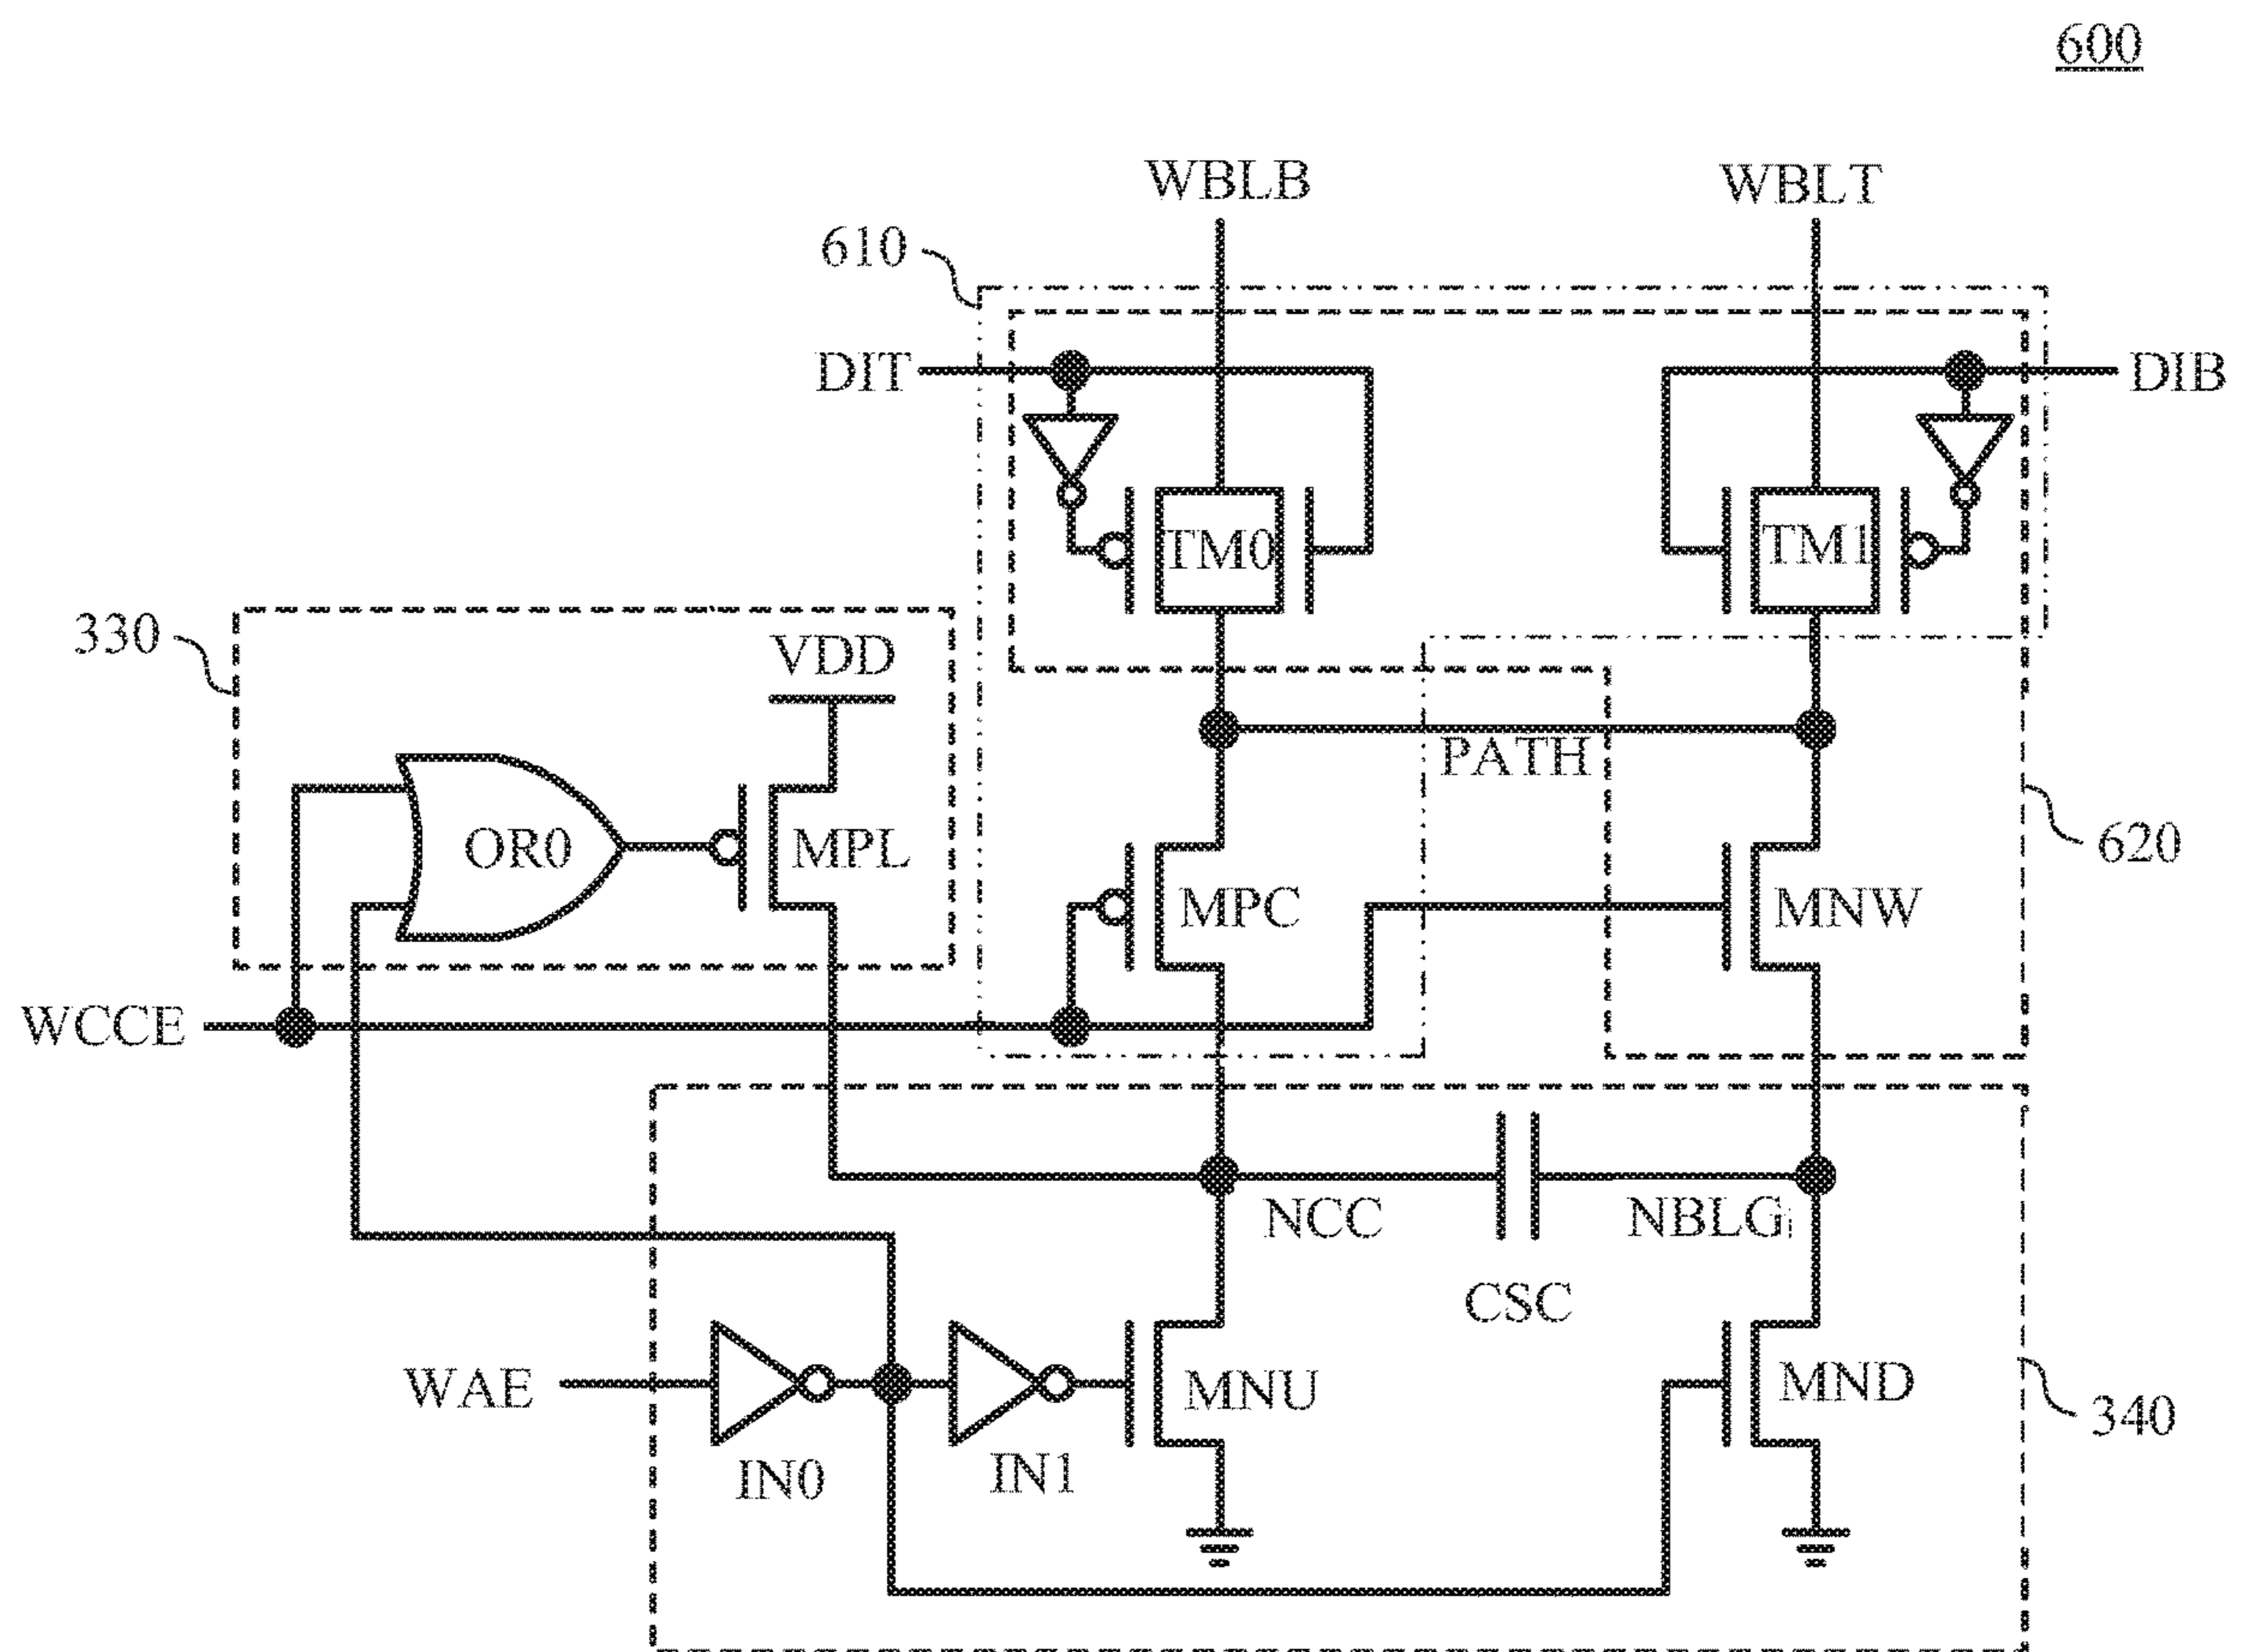 600
WBLB
WBLT
610
DIT
DIB
TM0
TM1
330
VDD
PATH
OR0
MPL
MPC
MNW
620
WCCE
NCC
NBLG
CSC
WAE
IN0
IN1
MNU
MND
340